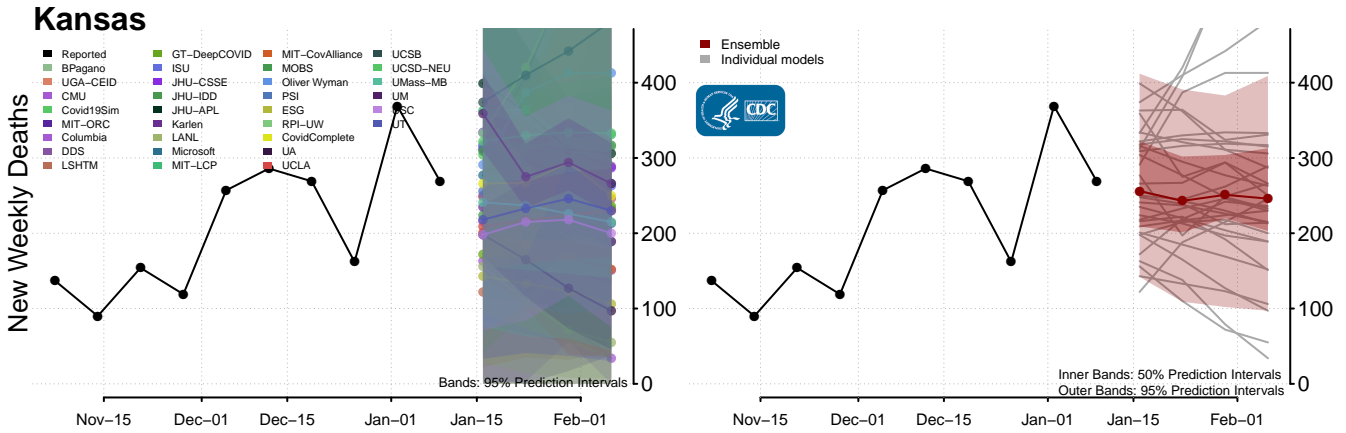 Kansas
New Weekly Deaths
Reported
BPagano
UGA−CEID
CMU
Covid19Sim
MIT−ORC
Columbia
DDS
LSHTM
GT−DeepCOVID
ISU
JHU−CSSE
JHU−IDD
JHU−APL
Karlen
LANL
Microsoft
MIT−LCP
MIT−CovAlliance
MOBS
Oliver Wyman
PSI
ESG
RPI−UW
CovidComplete
UA
UCLA
UCSB
UCSD−NEU
UMass−MB
UM
USC
UT
400
300
200
100
0
Bands: 95% Prediction Intervals
Nov−15
Dec−01
Dec−15
Jan−01
Jan−15
Feb−01
Ensemble
Individual models
CDC
400
300
200
100
0
Inner Bands: 50% Prediction Intervals
Outer Bands: 95% Prediction Intervals
Nov−15
Dec−01
Dec−15
Jan−01
Jan−15
Feb−01